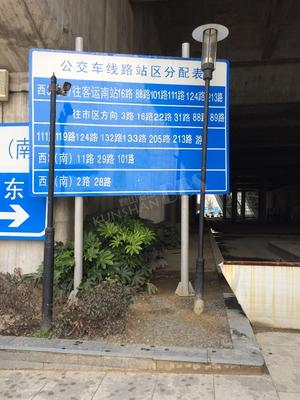 公交车线路站区分配表
西 往客运南站16路 88路101路111路 124路 213路
往市区方向 3路 16路 22路 31路 88路 89路
111 119路 124路 132路 133路 205路 213路 游
西 (南) 11路 29路 101路
西 (南) 2路 28路
(南
东
KUNSHAN